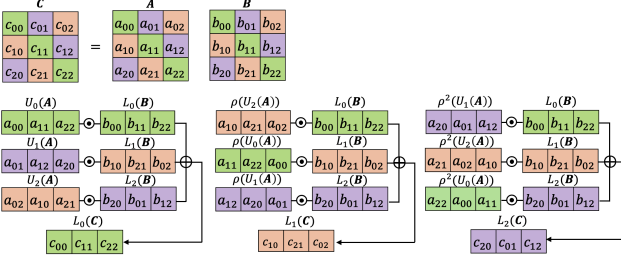 C A B
c00 c01 c02 a00 a01 a02 b00 b01 b02
c10 c11 c12 = a10 a11 a12 b10 b11 b12
c20 c21 c22 a20 a21 a22 b20 b21 b22
U0(A) L0(B) ρ(U2(A)) L0(B) ρ²(U1(A)) L0(B)
a00 a11 a22 b00 b11 b22 a10 a21 a02 b00 b11 b22 a20 a01 a12 b00 b11 b22
U1(A) L1(B) ρ(U0(A)) L1(B) ρ²(U2(A)) L1(B)
a01 a12 a20 b10 b21 b02 a11 a22 a00 b10 b21 b02 a21 a02 a10 b10 b21 b02
U2(A) L2(B) ρ(U1(A)) L2(B) ρ²(U0(A)) L2(B)
a02 a10 a21 b20 b01 b12 a12 a20 a01 b20 b01 b12 a22 a00 a11 b20 b01 b12
L0(C) L1(C) L2(C)
c00 c11 c22 c10 c21 c02 c20 c01 c12